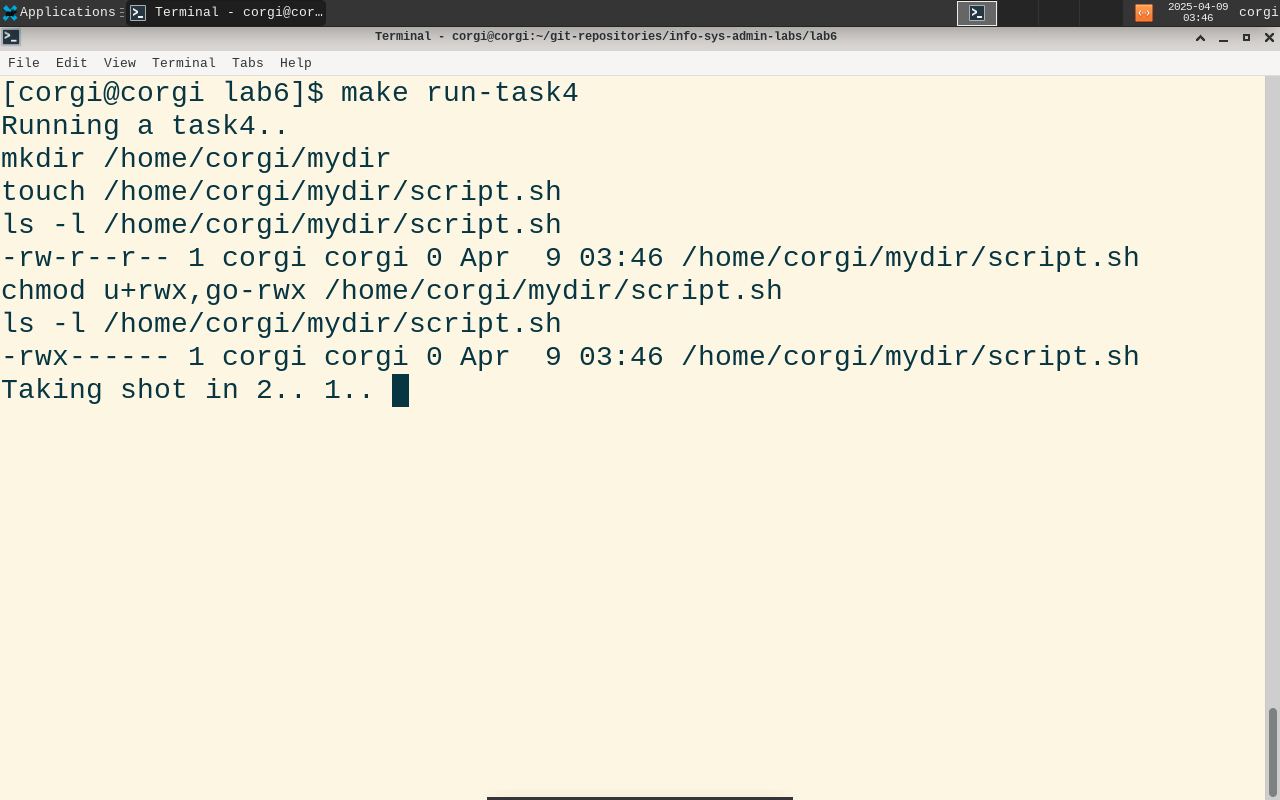 Applications
Terminal - corgi@cor...
2025-04-09
03:46
corgi
Terminal - corgi@corgi:~/git-repositories/info-sys-admin-labs/lab6
File Edit View Terminal Tabs Help
[corgi@corgi lab6]$ make run-task4
Running a task4..
mkdir /home/corgi/mydir
touch /home/corgi/mydir/script.sh
ls -l /home/corgi/mydir/script.sh
-rw-r--r-- 1 corgi corgi 0 Apr  9 03:46 /home/corgi/mydir/script.sh
chmod u+rwx,go-rwx /home/corgi/mydir/script.sh
ls -l /home/corgi/mydir/script.sh
-rwx------ 1 corgi corgi 0 Apr  9 03:46 /home/corgi/mydir/script.sh
Taking shot in 2.. 1..